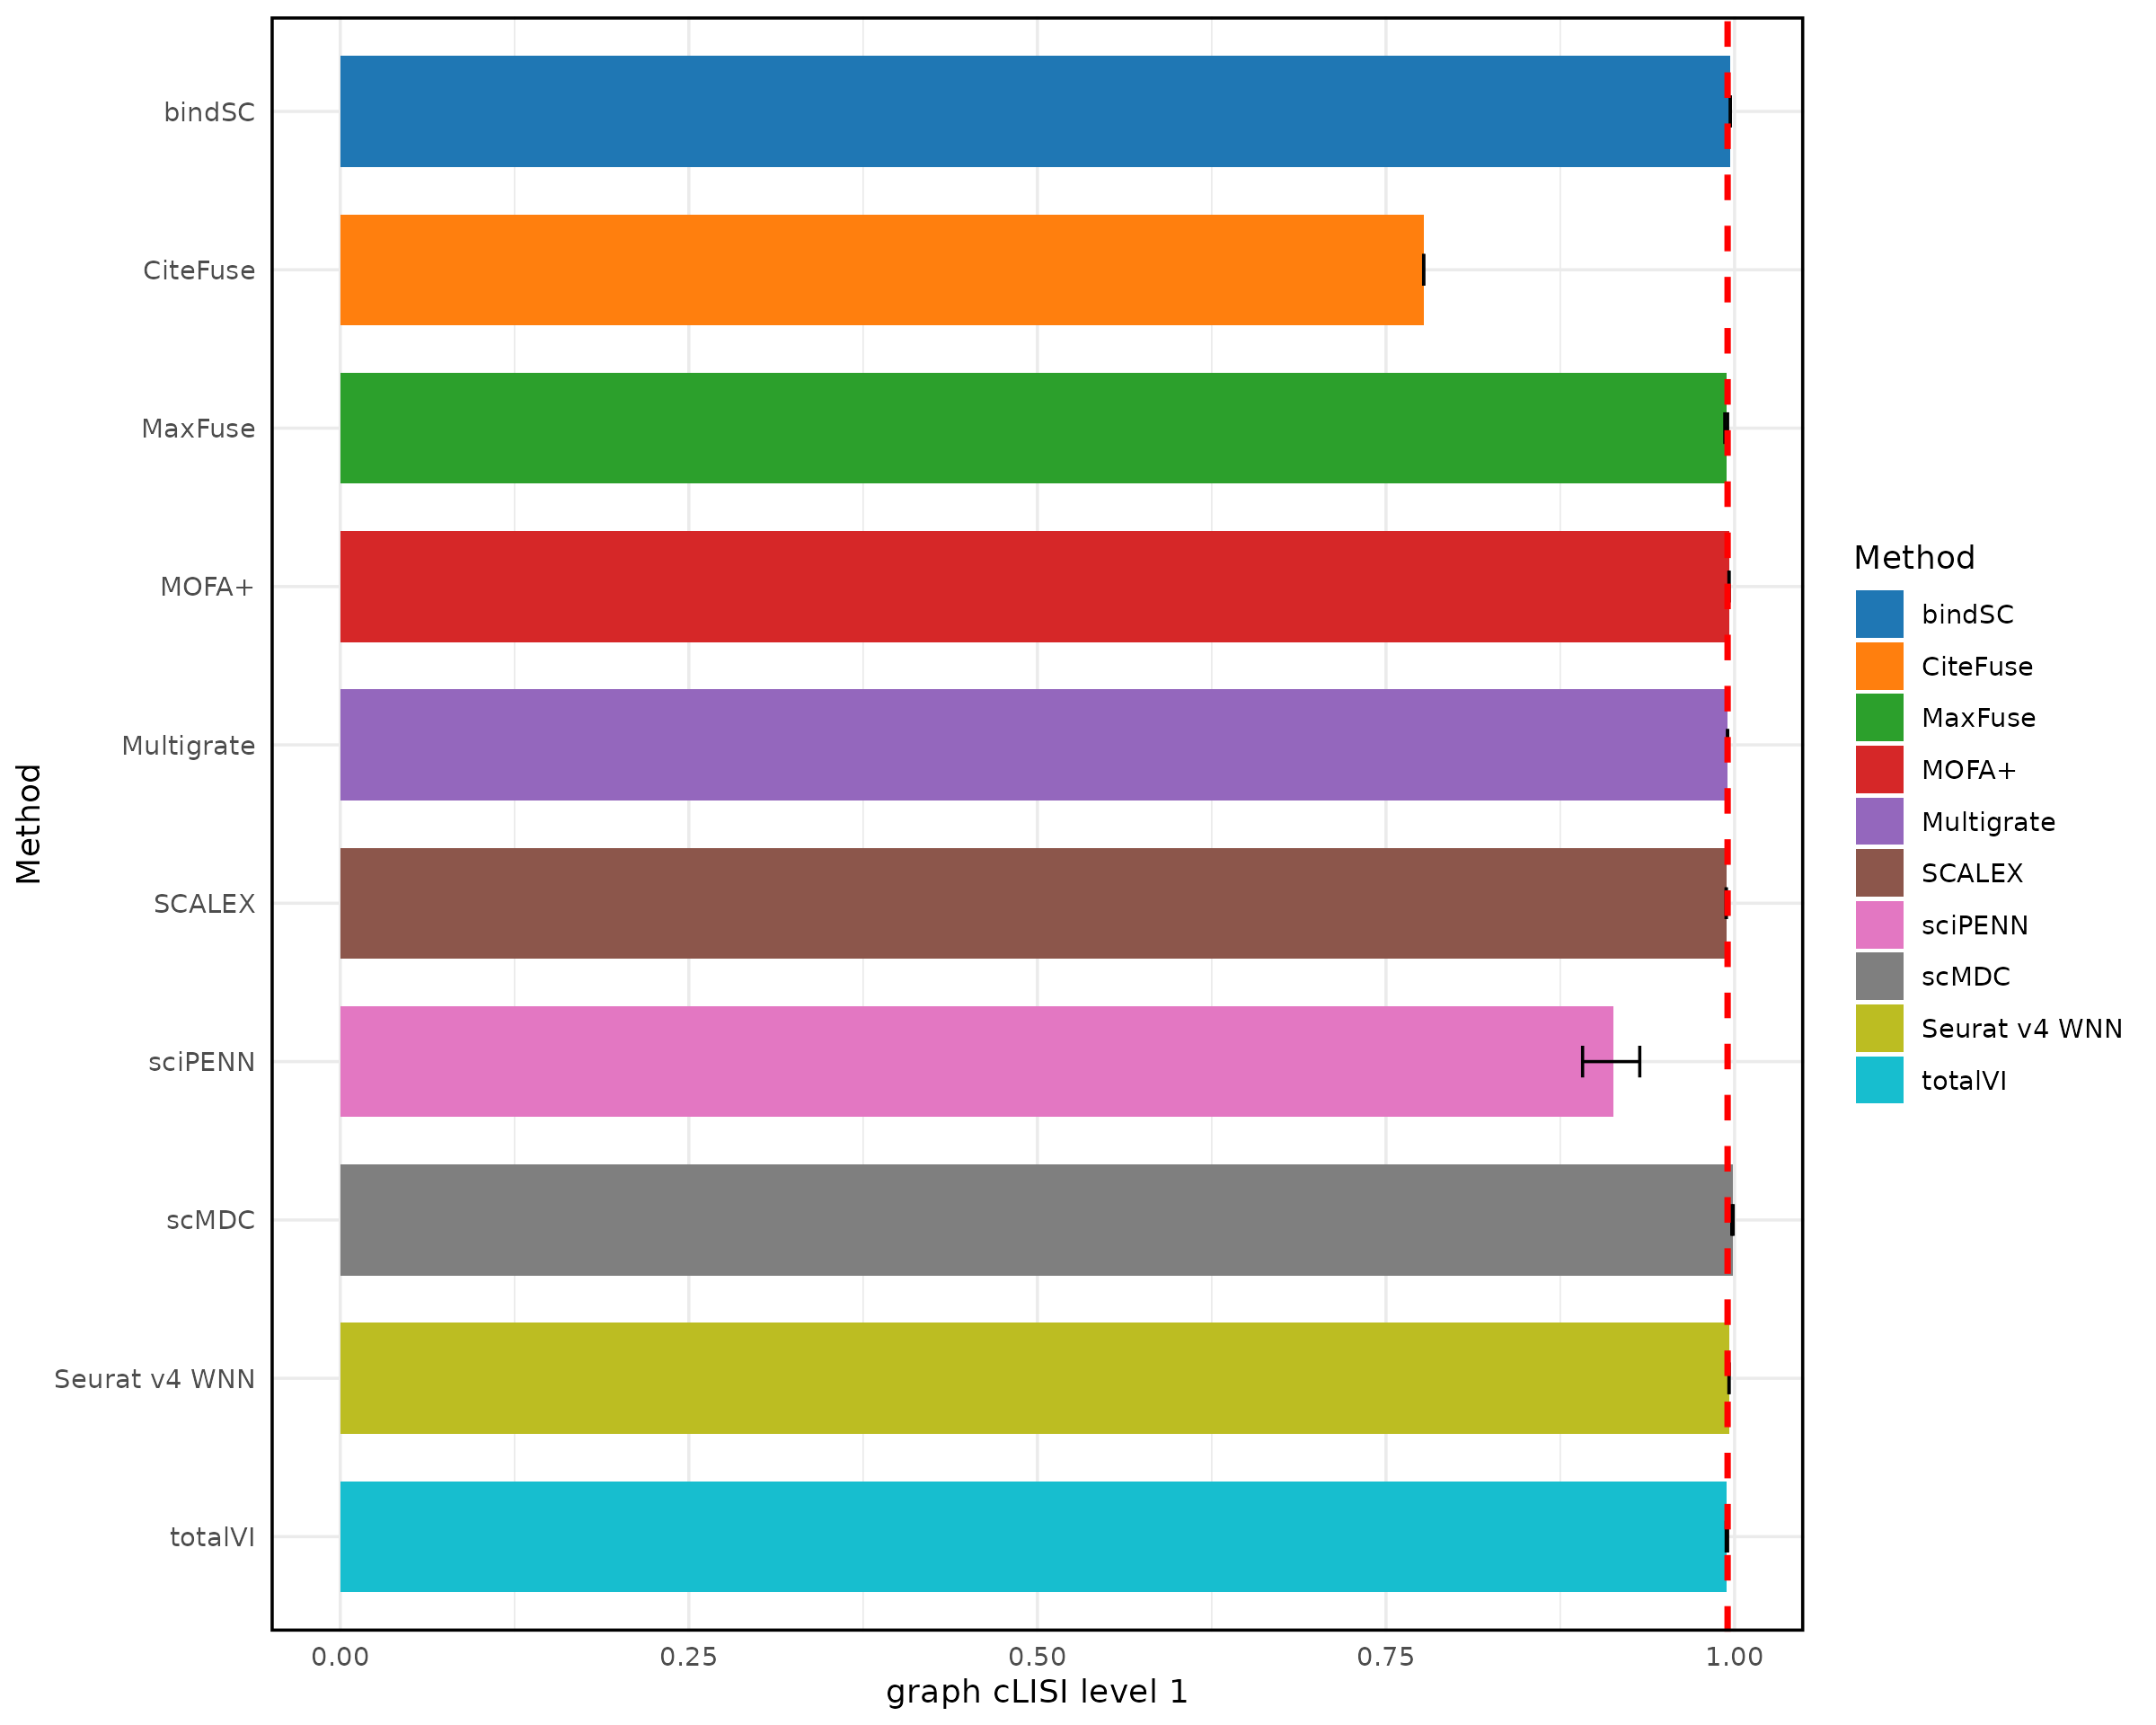 Method
bindSC
CiteFuse
MaxFuse
MOFA+
Multigrate
SCALEX
sciPENN
scMDC
Seurat v4 WNN
totalVI
0.00
0.25
0.50
0.75
1.00
graph cLISI level 1
Method
bindSC
CiteFuse
MaxFuse
MOFA+
Multigrate
SCALEX
sciPENN
scMDC
Seurat v4 WNN
totalVI